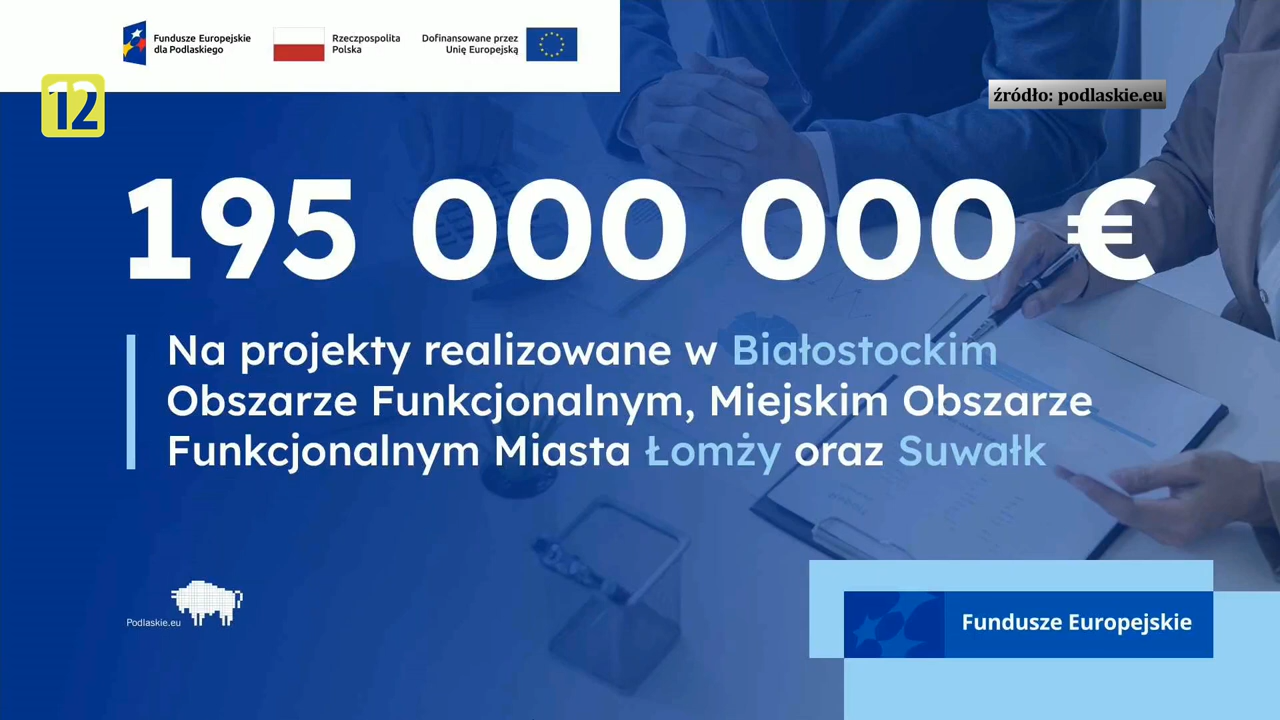 Fundusze Europejskie
dla Podlaskiego
Rzeczpospolita
Polska
Dofinansowane przez
Unię Europejską
12
źródło: podlaskie.eu
195 000 000 €
Na projekty realizowane w Białostockim
Obszarze Funkcjonalnym, Miejskim Obszarze
Funkcjonalnym Miasta Łomży oraz Suwałk
Podlaskie.eu
Fundusze Europejskie